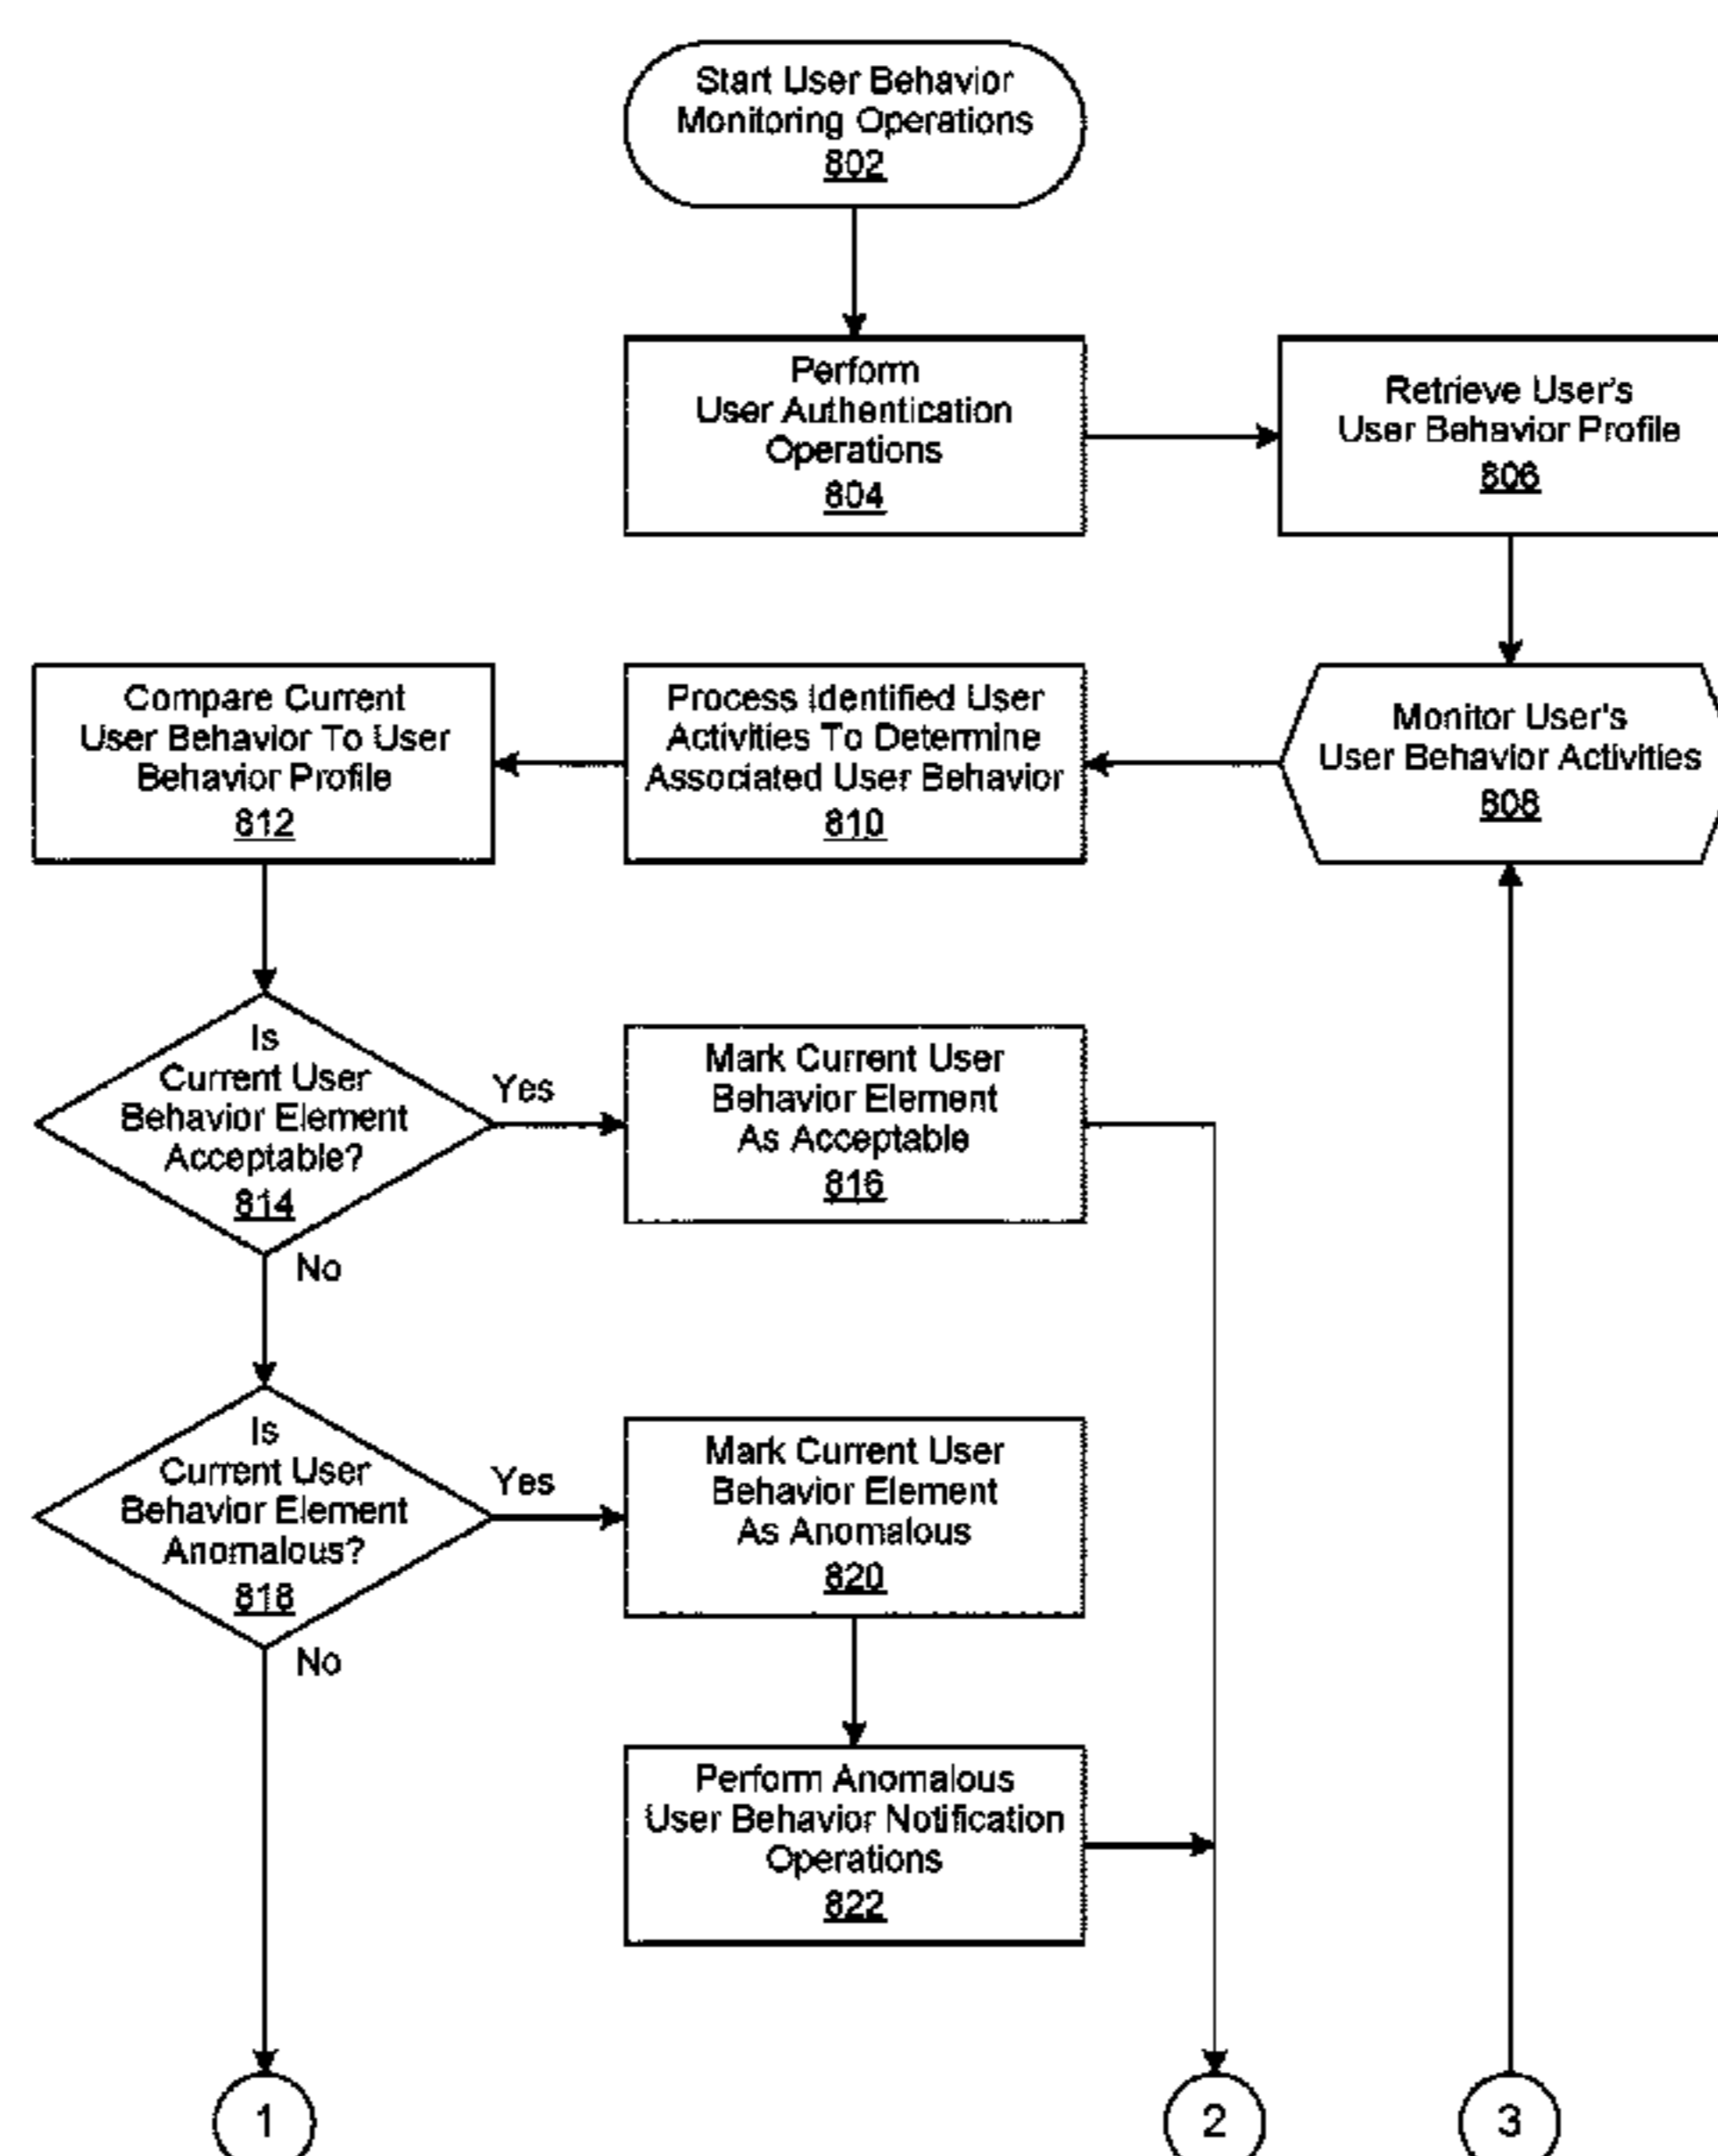 Start User Behavior
Monitoring Operations
802
Perform
User Authentication
Operations
804
Retrieve User's
User Behavior Profile
806
Compare Current
User Behavior To User
Behavior Profile
812
Process Identified User
Activities To Determine
Associated User Behavior
810
Monitor User's
User Behavior Activities
808
Is
Current User
Behavior Element
Acceptable?
814
Yes
No
Mark Current User
Behavior Element
As Acceptable
816
Is
Current User
Behavior Element
Anomalous?
818
Yes
No
Mark Current User
Behavior Element
As Anomalous
820
Perform Anomalous
User Behavior Notification
Operations
822
1
2
3